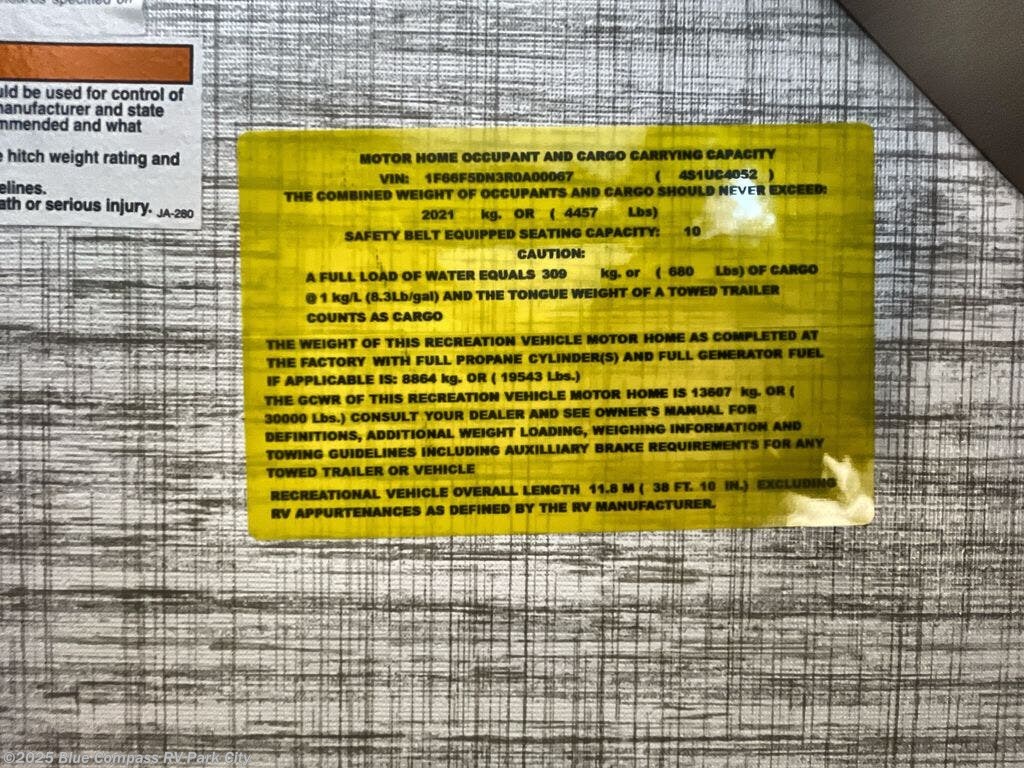 ures specified on
uld be used for control of
anufacturer and state
mmended and what
e hitch weight rating and
elines.
ath or serious injury. JA-280
MOTOR HOME OCCUPANT AND CARGO CARRYING CAPACITY
VIN: 1F66F5DN3R0A00067 ( 4S1UC4052 )
THE COMBINED WEIGHT OF OCCUPANTS AND CARGO SHOULD NEVER EXCEED:
2021 kg. OR ( 4457 Lbs)
SAFETY BELT EQUIPPED SEATING CAPACITY: 10
CAUTION:
A FULL LOAD OF WATER EQUALS 309 kg. or ( 680 Lbs) OF CARGO
@ 1 kg/L (8.3Lb/gal) AND THE TONGUE WEIGHT OF A TOWED TRAILER
COUNTS AS CARGO
THE WEIGHT OF THIS RECREATION VEHICLE MOTOR HOME AS COMPLETED AT
THE FACTORY WITH FULL PROPANE CYLINDER(S) AND FULL GENERATOR FUEL
IF APPLICABLE IS: 8864 kg. OR ( 19543 Lbs.)
THE GCWR OF THIS RECREATION VEHICLE MOTOR HOME IS 13607 kg. OR (
30000 Lbs.) CONSULT YOUR DEALER AND SEE OWNER'S MANUAL FOR
DEFINITIONS, ADDITIONAL WEIGHT LOADING, WEIGHING INFORMATION AND
TOWING GUIDELINES INCLUDING AUXILLIARY BRAKE REQUIREMENTS FOR ANY
TOWED TRAILER OR VEHICLE
RECREATIONAL VEHICLE OVERALL LENGTH 11.8 M ( 38 FT. 10 IN.) EXCLUDING
RV APPURTENANCES AS DEFINED BY THE RV MANUFACTURER.
©2025 Blue Compass RV Park City